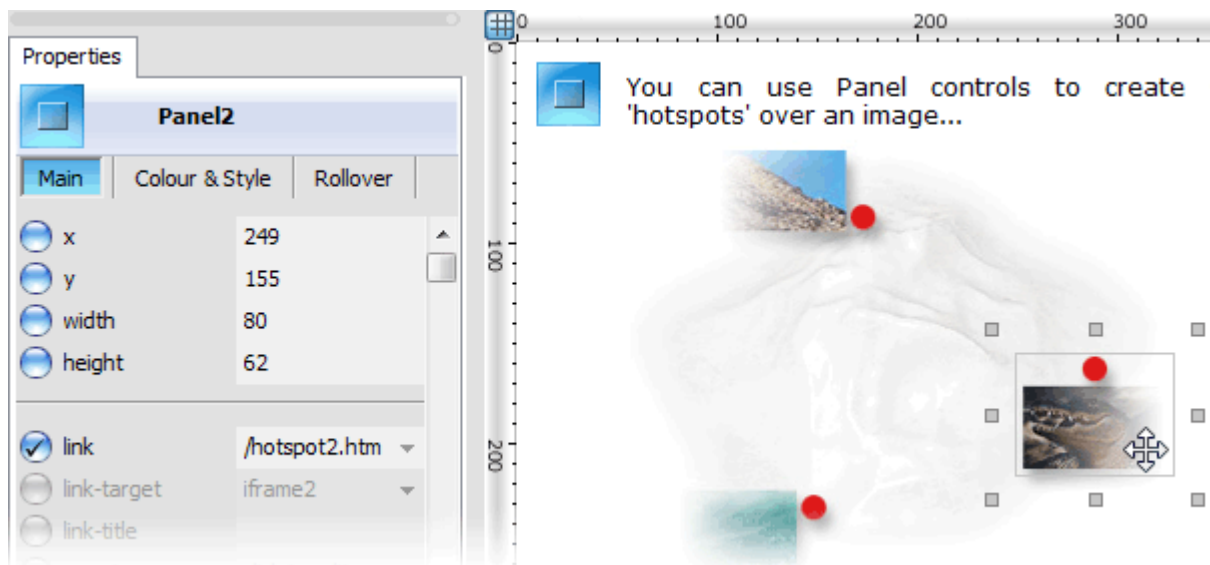 Properties
Panel2
Main Colour & Style Rollover
x 249
y 155
width 80
height 62
link /hotspot2.htm
link-target iframe2
link-title
0 100 200 300
0
100
200
You can use Panel controls to create
'hotspots' over an image...